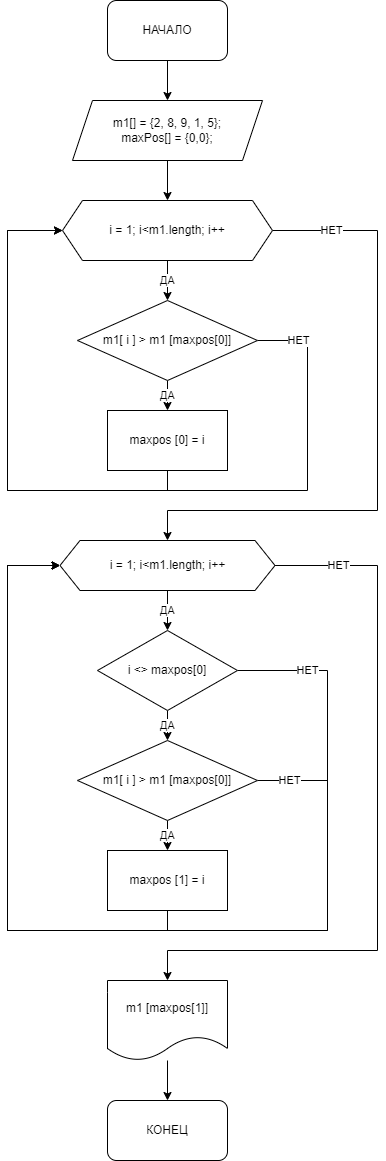 НАЧАЛО
m1[] = {2, 8, 9, 1, 5};
maxPos[] = {0,0};
i = 1; i<m1.length; i++
НЕТ
ДА
m1[ i ] > m1 [maxpos[0]]
НЕТ
ДА
maxpos [0] = i
i = 1; i<m1.length; i++
НЕТ
ДА
i <> maxpos[0]
НЕТ
ДА
m1[ i ] > m1 [maxpos[0]]
НЕТ
ДА
maxpos [1] = i
m1 [maxpos[1]]
КОНЕЦ